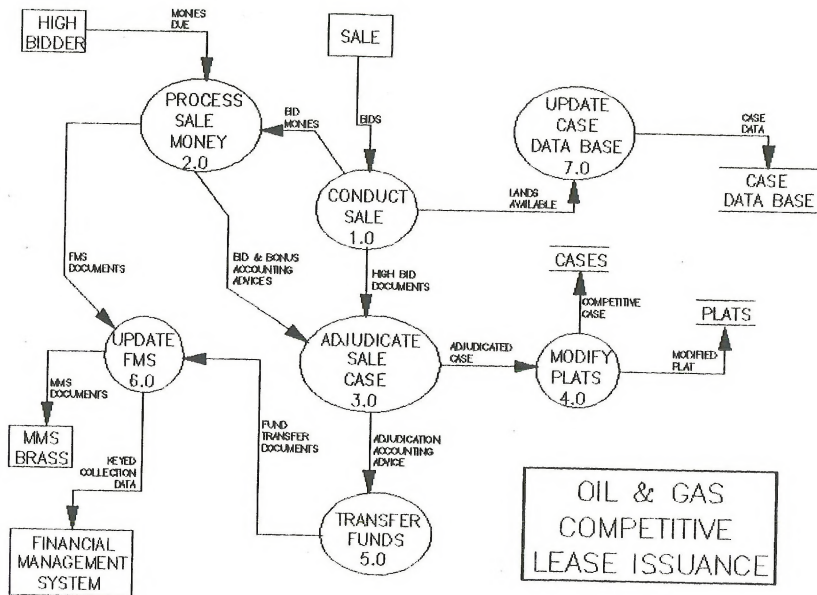 HIGH
BIDDER
MONIES
DUE
SALE
PROCESS
SALE
MONEY
2.0
BID
MONIES
BIDS
UPDATE
CASE
DATA BASE
7.0
CASE
DATA
CASE
DATA BASE
CONDUCT
SALE
1.0
LANDS
AVAILABLE
FMS
DOCUMENTS
BID & BONUS
ACCOUNTING
ADVICES
HIGH BID
DOCUMENTS
CASES
COMPETITIVE
CASE
PLATS
UPDATE
FMS
6.0
ADJUDICATE
SALE
CASE
3.0
ADJUDICATED
CASE
MODIFY
PLATS
4.0
MODIFIED
PLAT
MMS
DOCUMENTS
MMS
BRASS
KEYED
COLLECTION
DATA
FUND
TRANSFER
DOCUMENTS
ADJUDICATION
ACCOUNTING
ADVICE
FINANCIAL
MANAGEMENT
SYSTEM
TRANSFER
FUNDS
5.0
OIL & GAS
COMPETITIVE
LEASE ISSUANCE